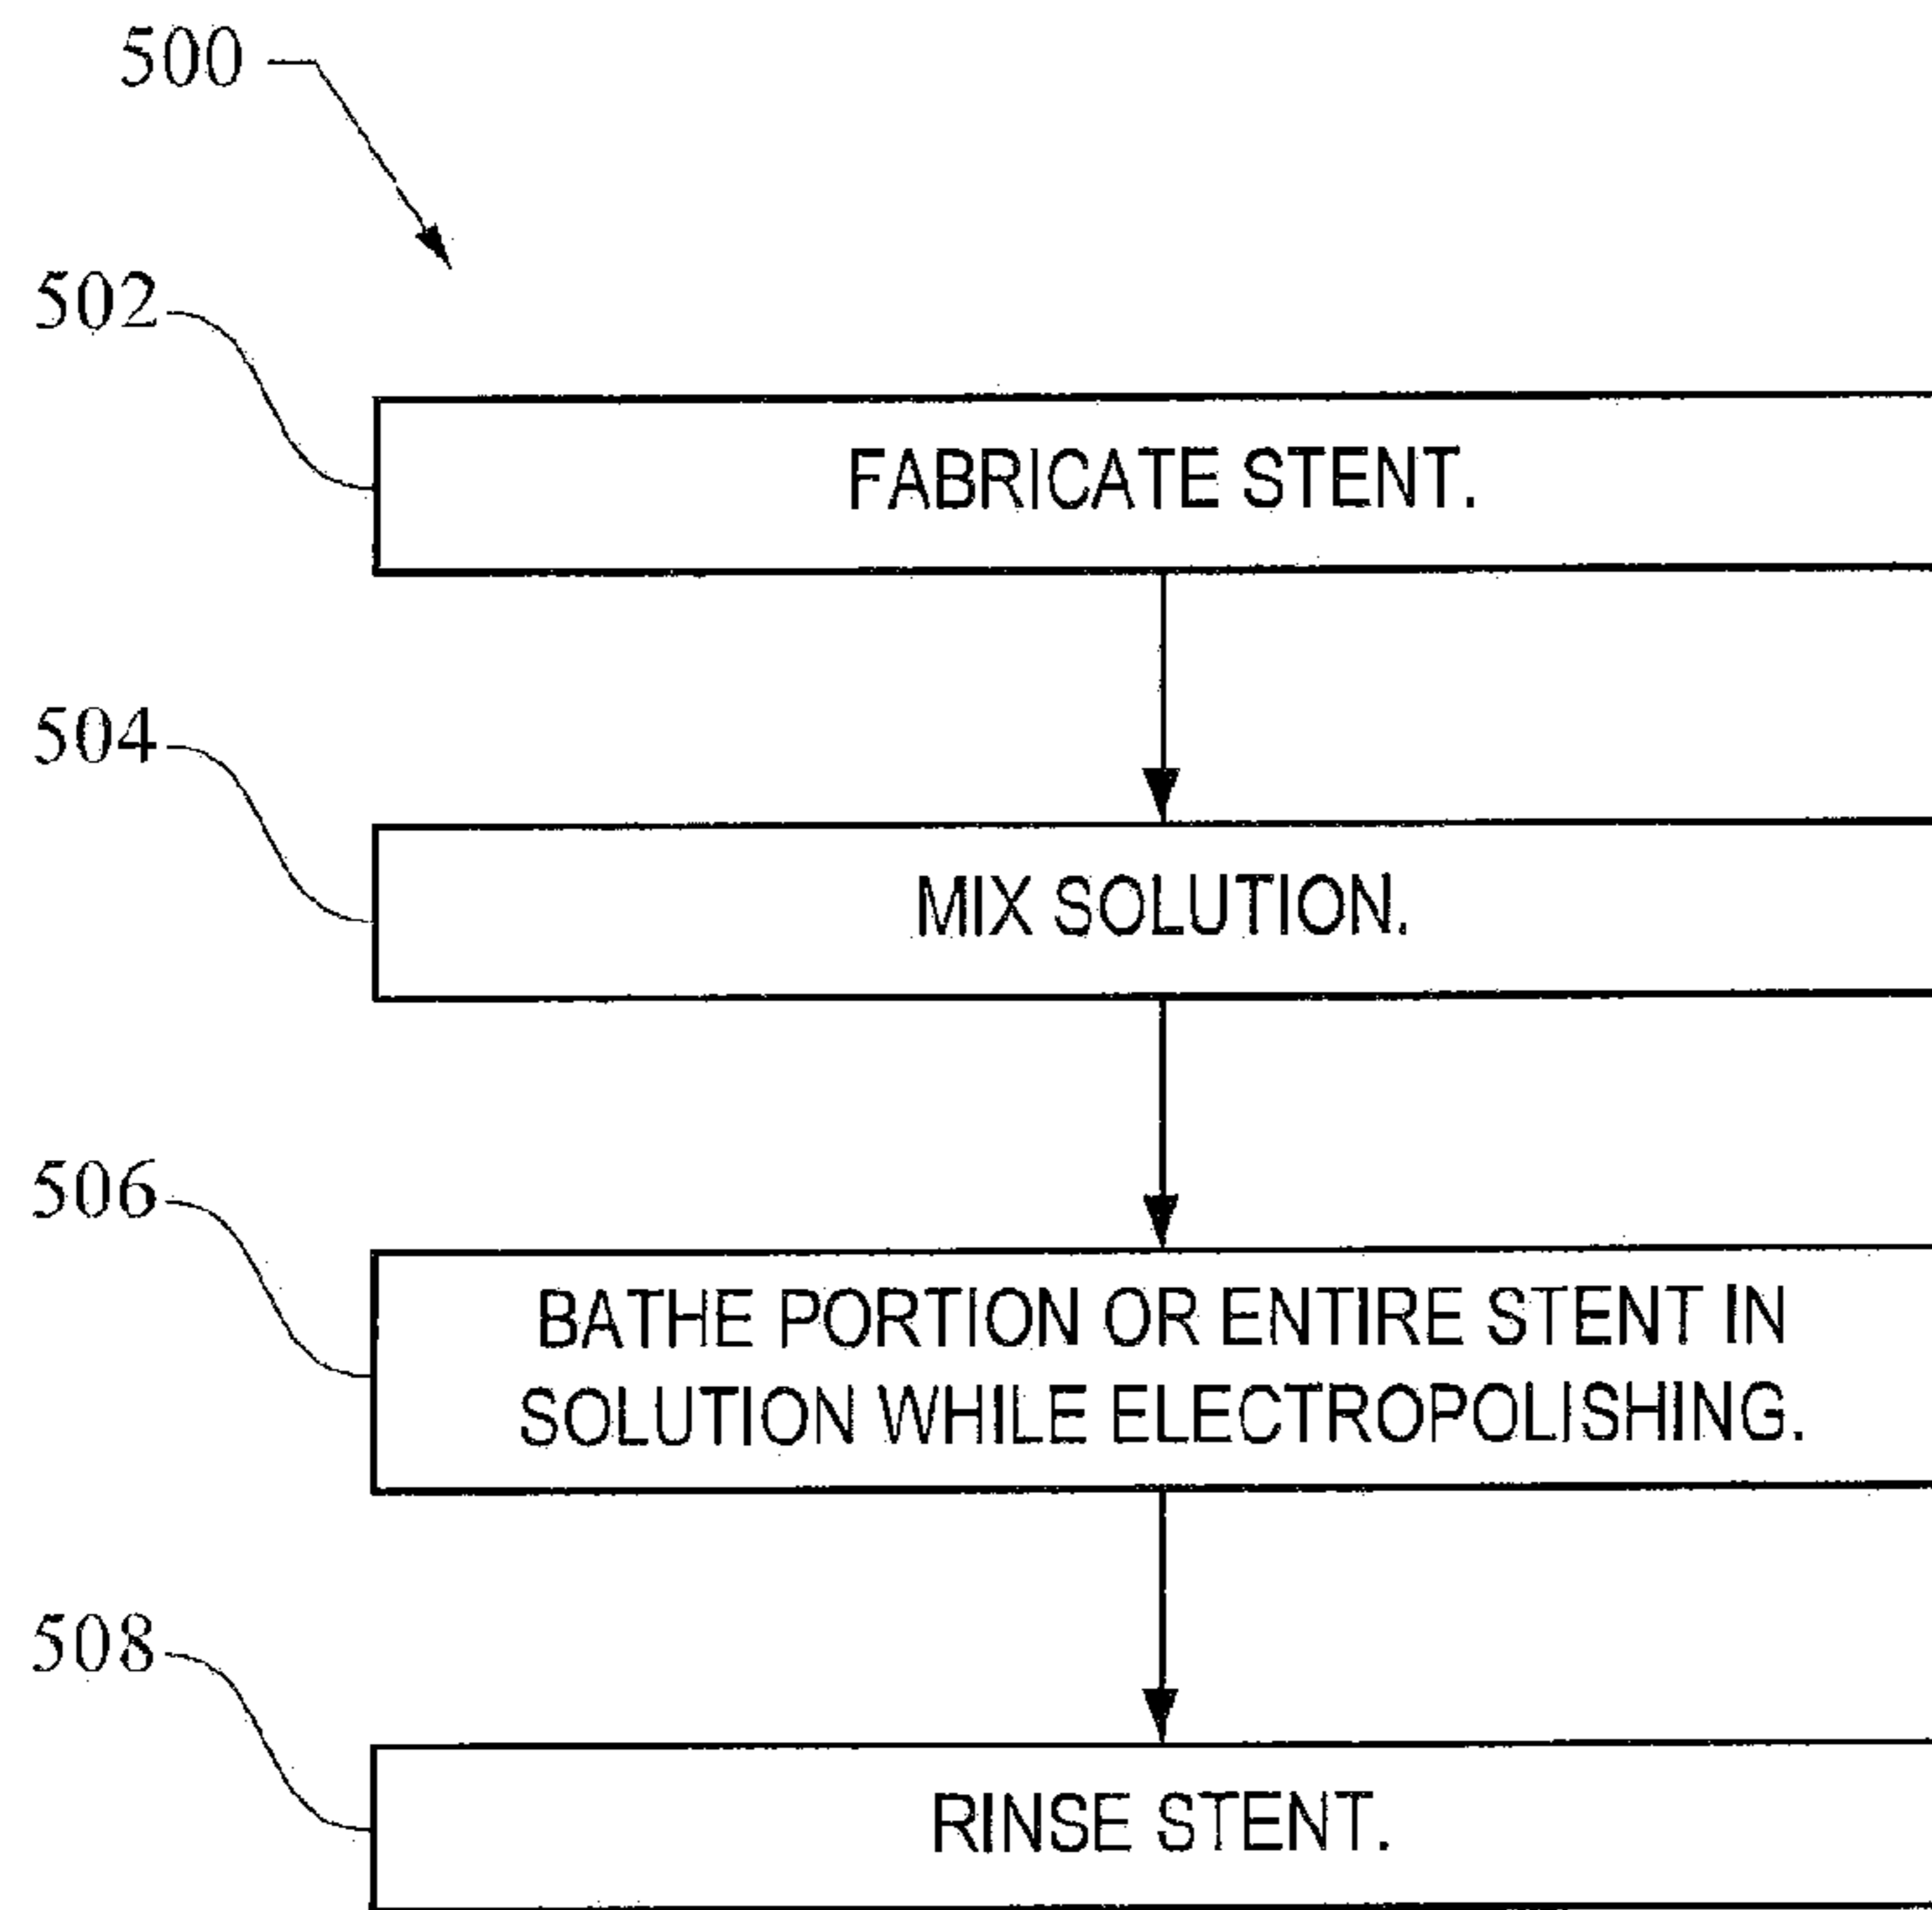 500
502
FABRICATE STENT.
504
MIX SOLUTION.
506
BATHE PORTION OR ENTIRE STENT IN
SOLUTION WHILE ELECTROPOLISHING.
508
RINSE STENT.